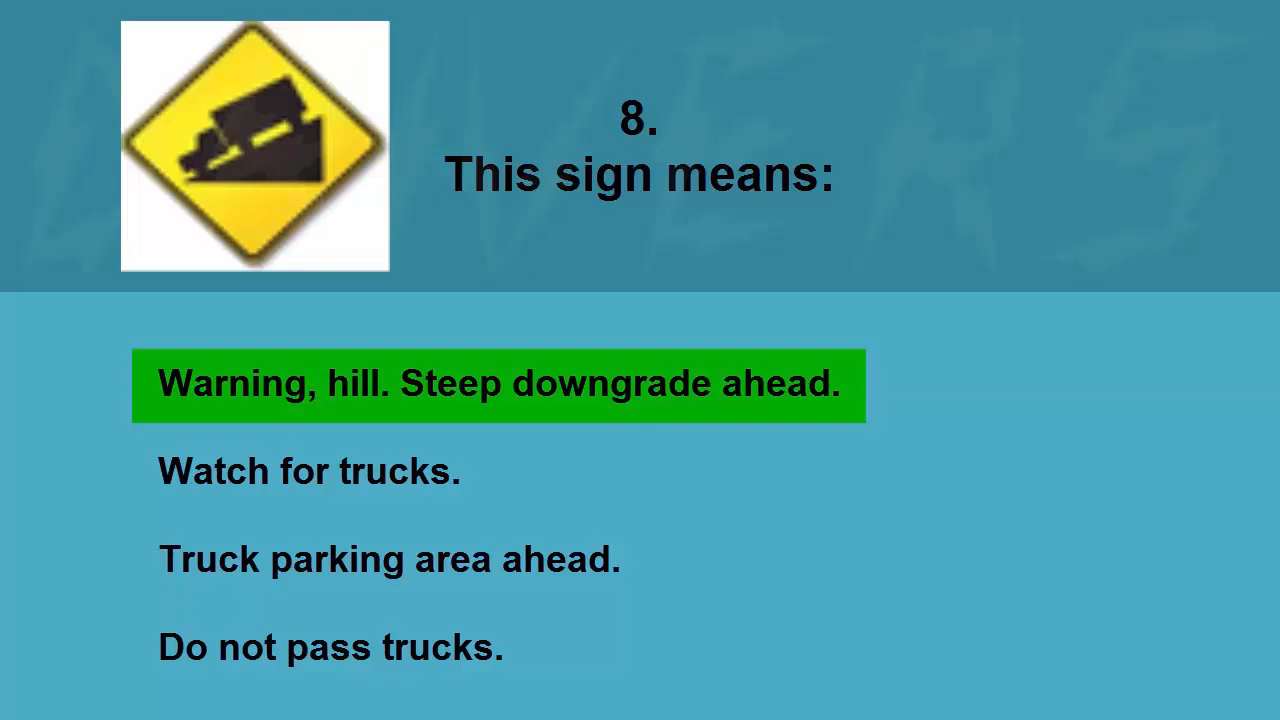 8.
This sign means:
Warning, hill. Steep downgrade ahead.
Watch for trucks.
Truck parking area ahead.
Do not pass trucks.